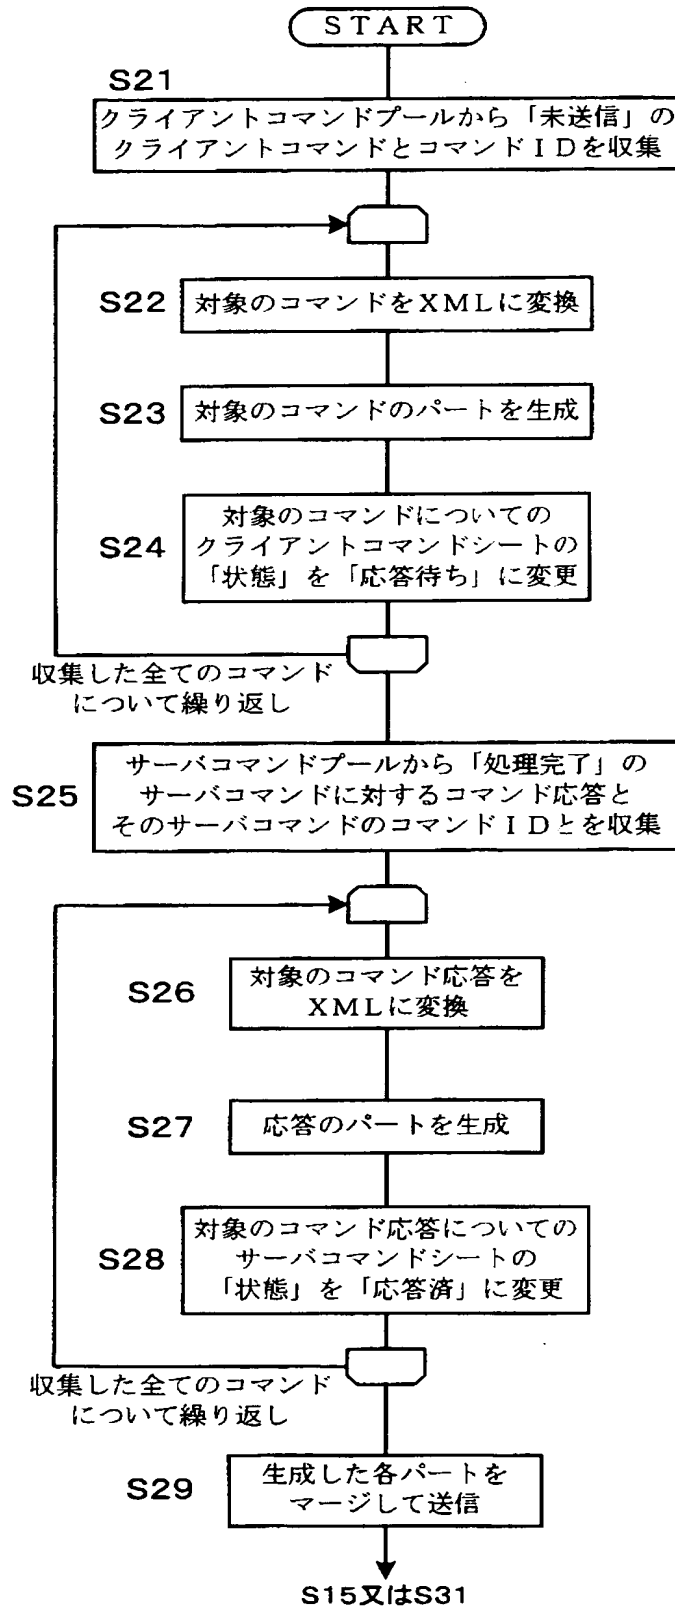 START
S21
クライアントコマンドプールから「未送信」の
クライアントコマンドとコマンドIDを収集
S22
対象のコマンドをXMLに変換
S23
対象のコマンドのパートを生成
S24
対象のコマンドについての
クライアントコマンドシートの
「状態」を「応答待ち」に変更
収集した全てのコマンド
について繰り返し
S25
サーバコマンドプールから「処理完了」の
サーバコマンドに対するコマンド応答と
そのサーバコマンドのコマンドIDとを収集
S26
対象のコマンド応答を
XMLに変換
S27
応答のパートを生成
S28
対象のコマンド応答についての
サーバコマンドシートの
「状態」を「応答済」に変更
収集した全てのコマンド
について繰り返し
S29
生成した各パートを
マージして送信
S15又はS31